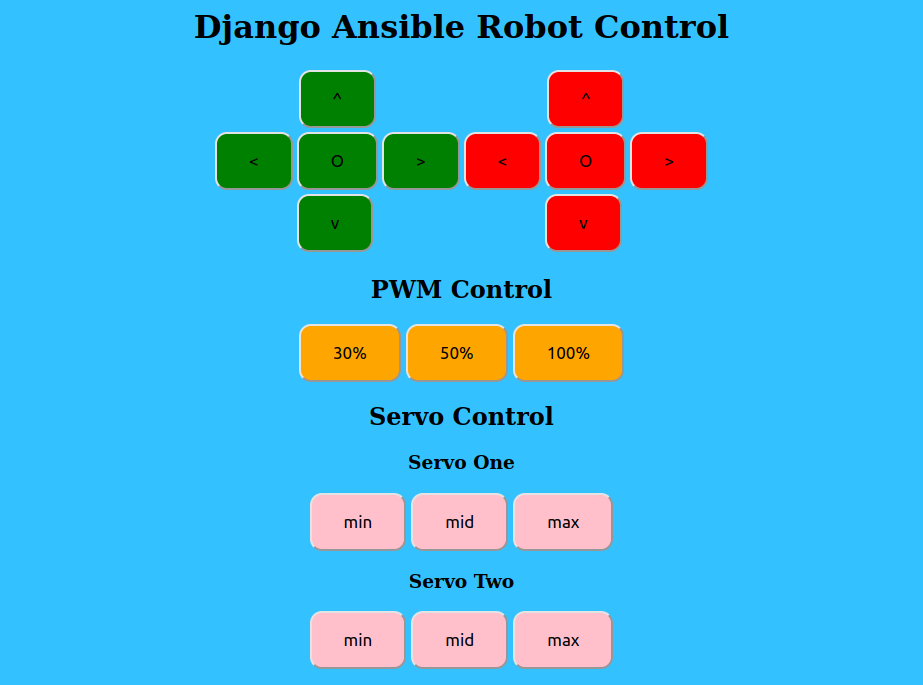 Django Ansible Robot Control
^ ^
< O > < O >
v v
PWM Control
30% 50% 100%
Servo Control
Servo One
min mid max
Servo Two
min mid max